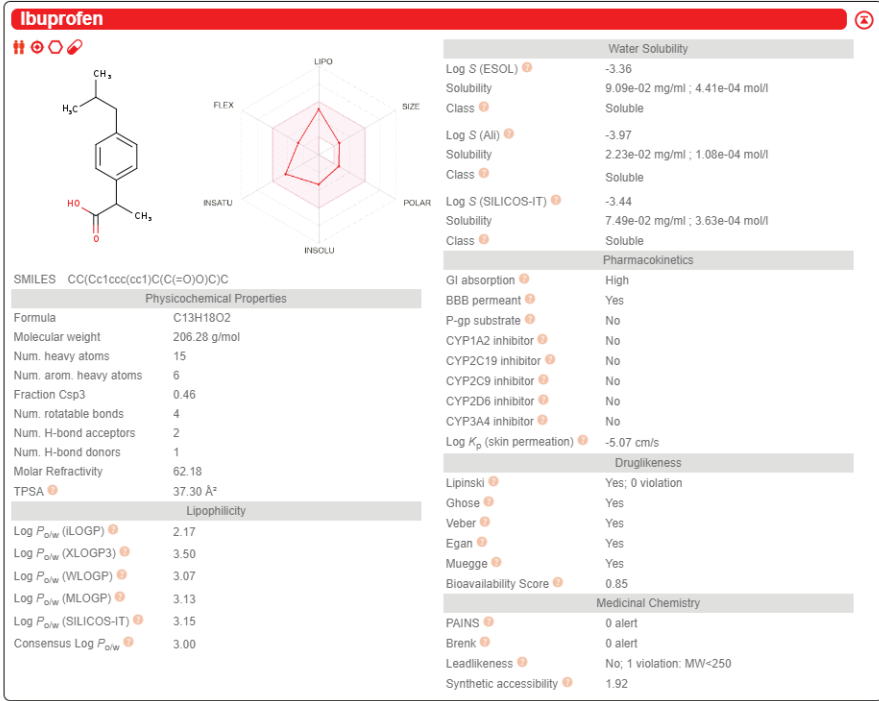 Ibuprofen
CH3
H3C
HO
CH3
O
LIPO
FLEX
SIZE
INSATU
POLAR
INSOLU
SMILES CC(Cc1ccc(cc1)C(C(=O)O)C)C
Physicochemical Properties
Formula C13H18O2
Molecular weight 206.28 g/mol
Num. heavy atoms 15
Num. arom. heavy atoms 6
Fraction Csp3 0.46
Num. rotatable bonds 4
Num. H-bond acceptors 2
Num. H-bond donors 1
Molar Refractivity 62.18
TPSA ? 37.30 Å²
Lipophilicity
Log Po/w (iLOGP) ? 2.17
Log Po/w (XLOGP3) ? 3.50
Log Po/w (WLOGP) ? 3.07
Log Po/w (MLOGP) ? 3.13
Log Po/w (SILICOS-IT) ? 3.15
Consensus Log Po/w ? 3.00
Water Solubility
Log S (ESOL) ? -3.36
Solubility 9.09e-02 mg/ml ; 4.41e-04 mol/l
Class ? Soluble
Log S (Ali) ? -3.97
Solubility 2.23e-02 mg/ml ; 1.08e-04 mol/l
Class ? Soluble
Log S (SILICOS-IT) ? -3.44
Solubility 7.49e-02 mg/ml ; 3.63e-04 mol/l
Class ? Soluble
Pharmacokinetics
GI absorption ? High
BBB permeant ? Yes
P-gp substrate ? No
CYP1A2 inhibitor ? No
CYP2C19 inhibitor ? No
CYP2C9 inhibitor ? No
CYP2D6 inhibitor ? No
CYP3A4 inhibitor ? No
Log Kp (skin permeation) ? -5.07 cm/s
Druglikeness
Lipinski ? Yes; 0 violation
Ghose ? Yes
Veber ? Yes
Egan ? Yes
Muegge ? Yes
Bioavailability Score ? 0.85
Medicinal Chemistry
PAINS ? 0 alert
Brenk ? 0 alert
Leadlikeness ? No; 1 violation: MW<250
Synthetic accessibility ? 1.92